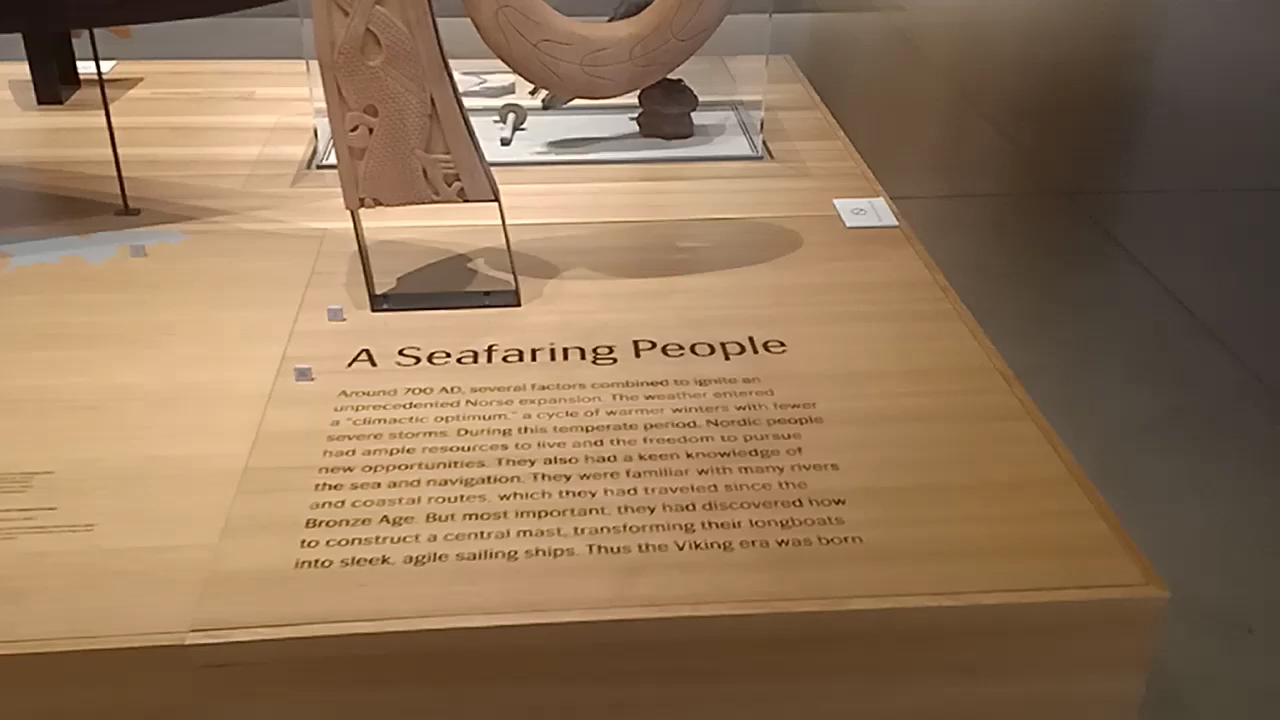 A Seafaring People
Around 700 AD, several factors combined to ignite an
unprecedented Norse expansion. The weather entered
a "climactic optimum," a cycle of warmer winters with fewer
severe storms. During this temperate period, Nordic people
had ample resources to live and the freedom to pursue
new opportunities. They also had a keen knowledge of
the sea and navigation. They were familiar with many rivers
and coastal routes, which they had traveled since the
Bronze Age. But most important, they had discovered how
to construct a central mast, transforming their longboats
into sleek, agile sailing ships. Thus the Viking era was born